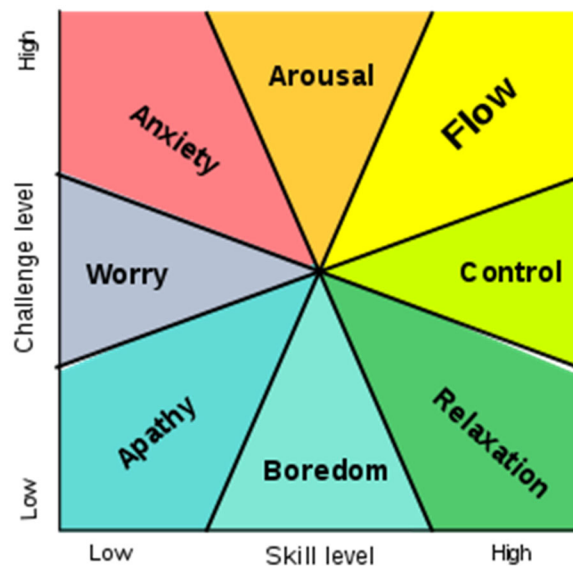 High
Arousal
Flow
Anxiety
Challenge level
Worry
Control
Apathy
Relaxation
Boredom
Low
Low
Skill level
High